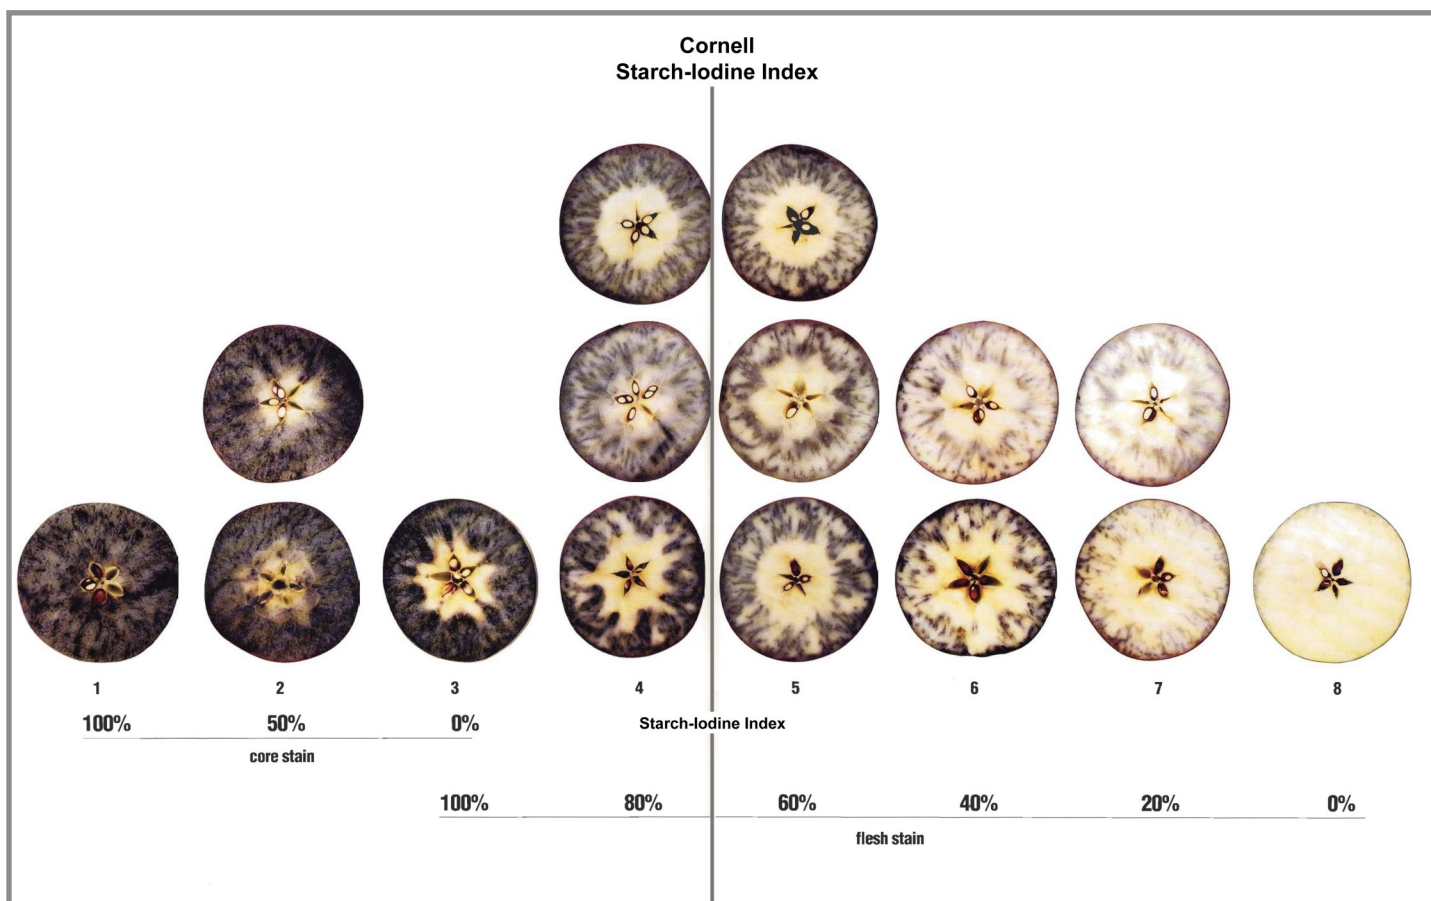 Cornell
Starch-Iodine Index
1 2 3 4 5 6 7 8
100% 50% 0% Starch-Iodine Index
core stain
100% 80% 60% 40% 20% 0%
flesh stain